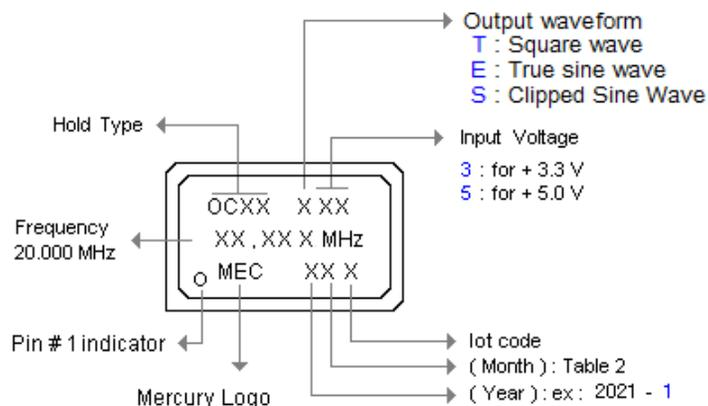 Output waveform
T : Square wave
E : True sine wave
S : Clipped Sine Wave
Hold Type
Input Voltage
3 : for + 3.3 V
5 : for + 5.0 V
OCXX X XX
XX . XX X MHz
MEC XX X
Frequency
20.000 MHz
Pin # 1 indicator
Mercury Logo
lot code
( Month ) : Table 2
( Year ) : ex : 2021 - 1